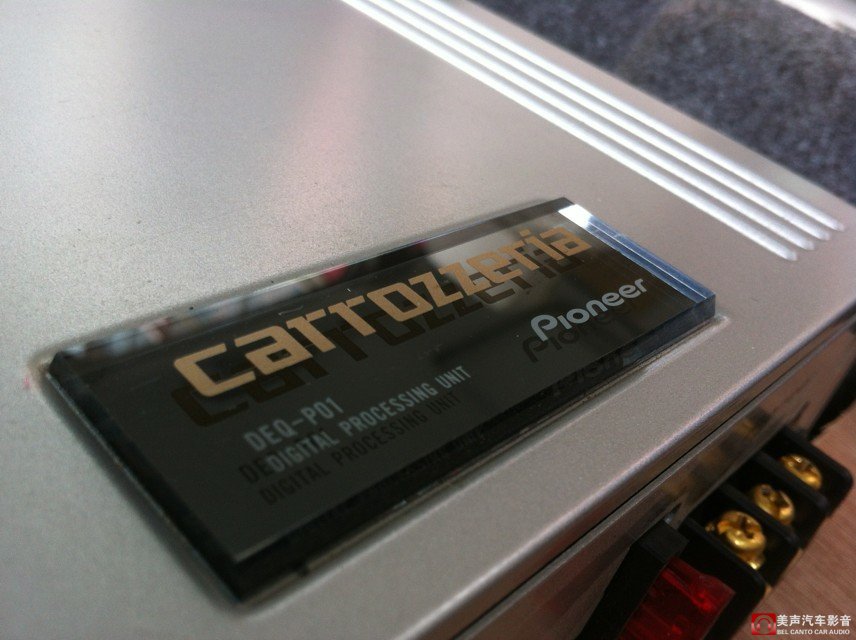 carrozzeria
Pioneer
DEQ-P01
DIGITAL PROCESSING UNIT
美声汽车影音
BEL CANTO CAR AUDIO